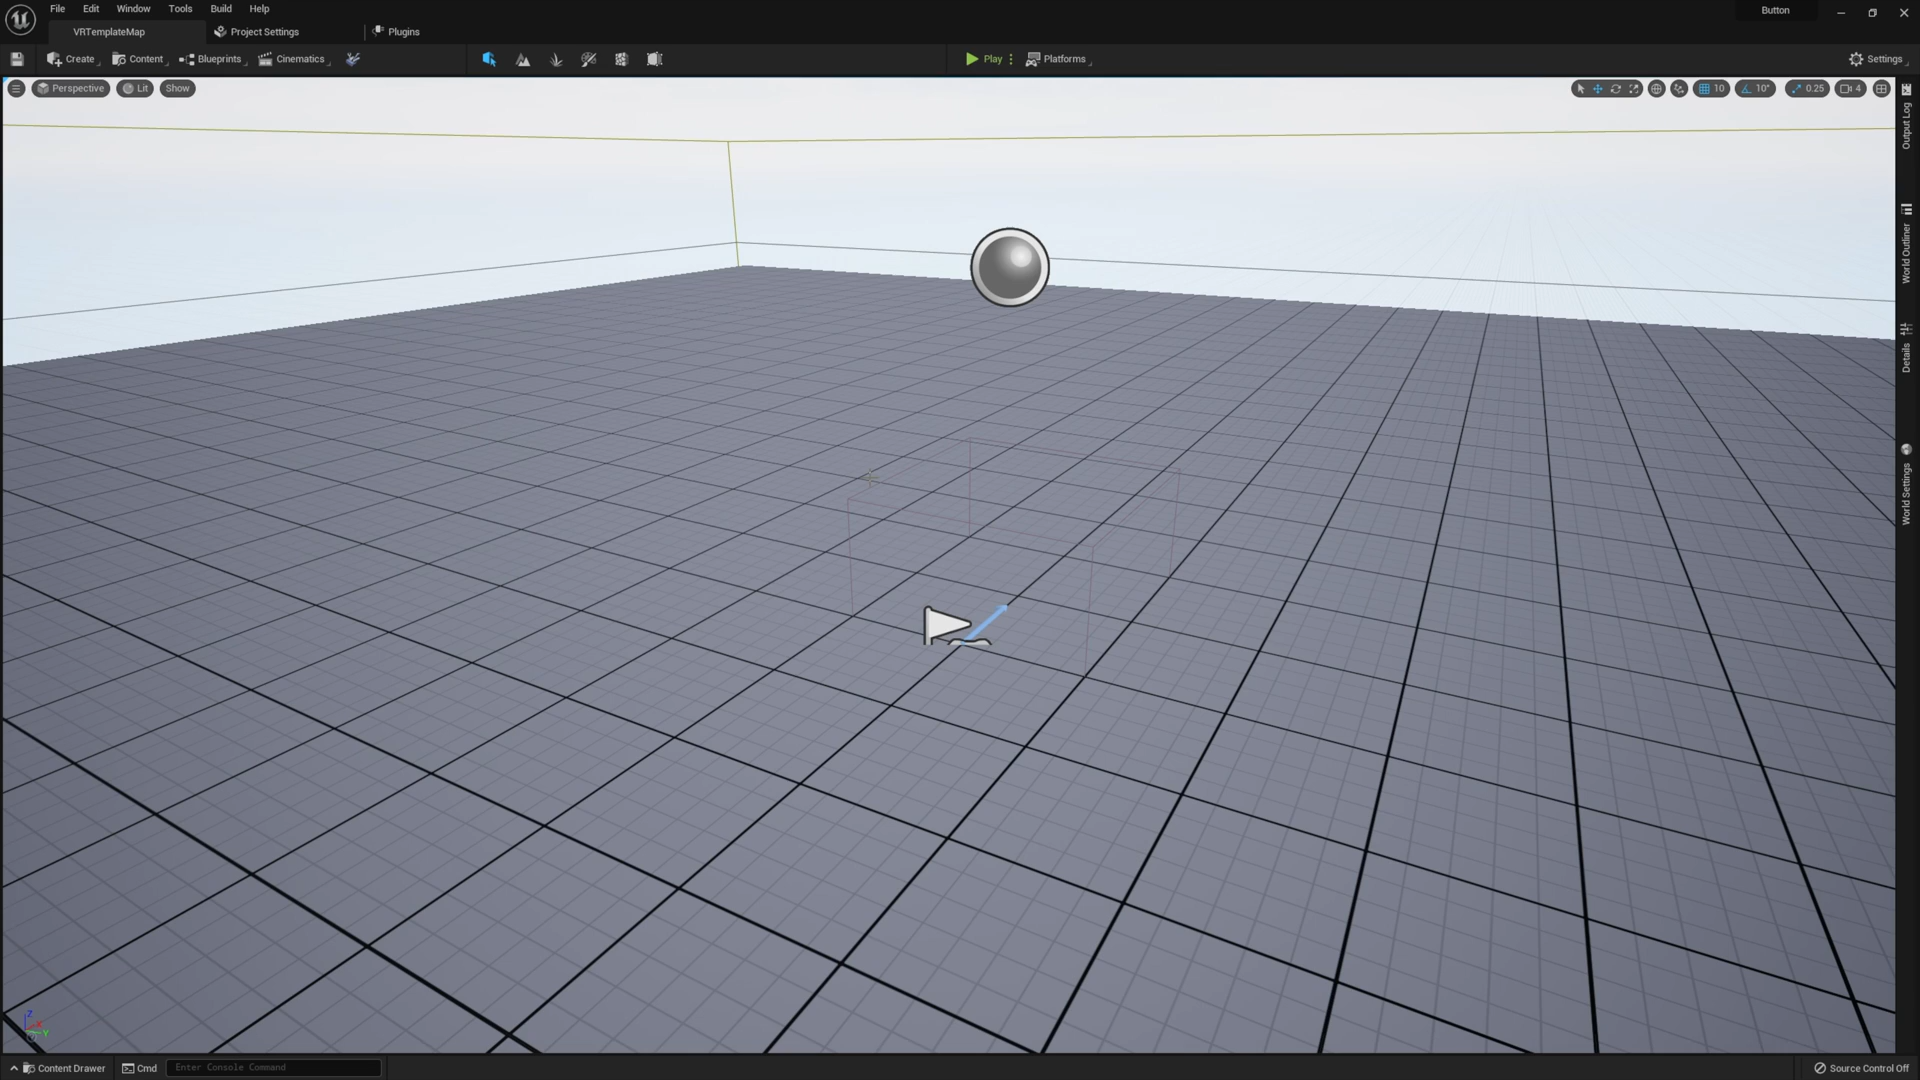 File Edit Window Tools Build Help
Button
VRTemplateMap Project Settings Plugins
Create Content Blueprints Cinematics Play Platforms Settings
Perspective Lit Show
10 10° 0.25 4
Output Log
World Outliner
Details
World Settings
Z
X
Y
Content Drawer Cmd Enter Console Command
Source Control Off